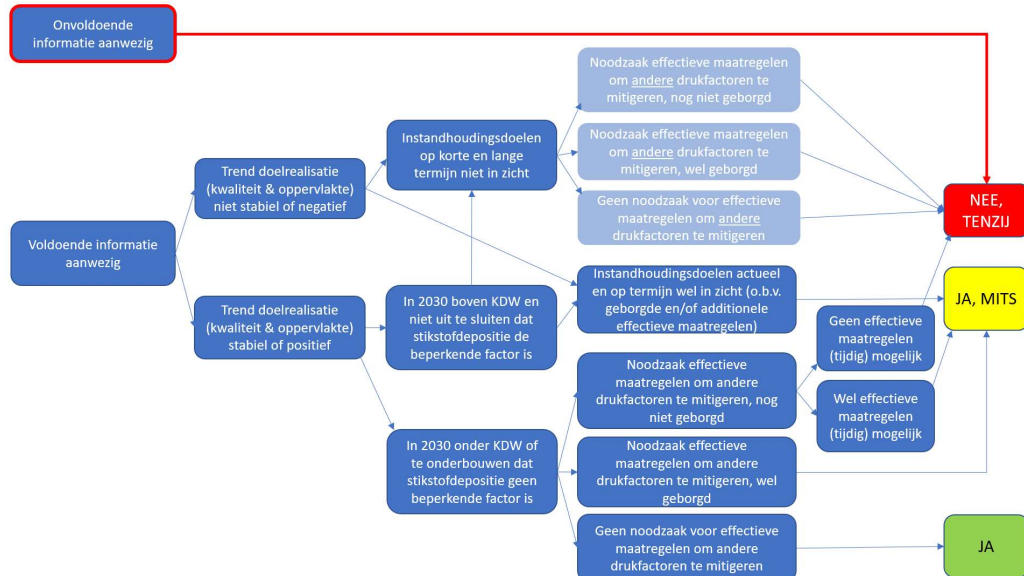 Onvoldoende
informatie aanwezig
Noodzaak effectieve maatregelen
om andere drukfactoren te
mitigeren, nog niet geborgd
Instandhoudingsdoelen
op korte en lange
termijn niet in zicht
Noodzaak effectieve maatregelen
om andere drukfactoren te
mitigeren, wel geborgd
Trend doelrealisatie
(kwaliteit & oppervlakte)
niet stabiel of negatief
Geen noodzaak voor effectieve
maatregelen om andere
drukfactoren te mitigeren
NEE,
TENZIJ
Voldoende informatie
aanwezig
Instandhoudingsdoelen actueel
en op termijn wel in zicht (o.b.v.
geborgde en/of additionele
effectieve maatregelen)
JA, MITS
Trend doelrealisatie
(kwaliteit & oppervlakte)
stabiel of positief
In 2030 boven KDW en
niet uit te sluiten dat
stikstofdepositie de
beperkende factor is
Geen effectieve
maatregelen
(tijdig) mogelijk
Noodzaak effectieve
maatregelen om andere
drukfactoren te mitigeren, nog
niet geborgd
Wel effectieve
maatregelen
(tijdig) mogelijk
In 2030 onder KDW of
te onderbouwen dat
stikstofdepositie geen
beperkende factor is
Noodzaak effectieve
maatregelen om andere
drukfactoren te mitigeren, wel
geborgd
Geen noodzaak voor effectieve
maatregelen om andere
drukfactoren te mitigeren
JA